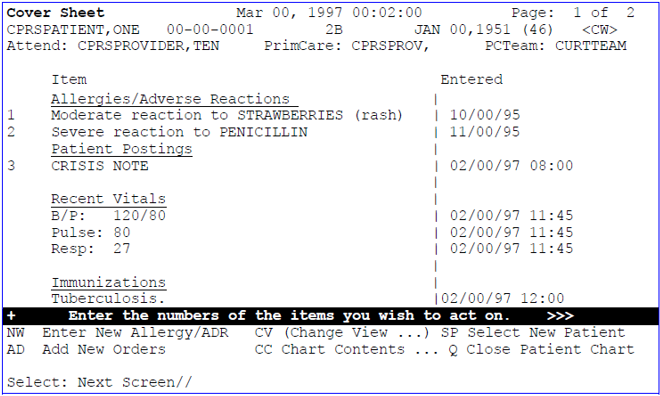 Cover Sheet Mar 00, 1997 00:02:00 Page: 1 of 2
CPRSPATIENT,ONE 00-00-0001 2B JAN 00,1951 (46) <CW>
Attend: CPRSPROVIDER,TEN PrimCare: CPRSPROV, PCTeam: CURTTEAM
Item Entered
Allergies/Adverse Reactions |
1 Moderate reaction to STRAWBERRIES (rash) | 10/00/95
2 Severe reaction to PENICILLIN | 11/00/95
Patient Postings |
3 CRISIS NOTE | 02/00/97 08:00
|
Recent Vitals |
B/P: 120/80 | 02/00/97 11:45
Pulse: 80 | 02/00/97 11:45
Resp: 27 | 02/00/97 11:45
|
Immunizations |
Tuberculosis. |02/00/97 12:00
+ Enter the numbers of the items you wish to act on. >>>
NW Enter New Allergy/ADR CV (Change View ...) SP Select New Patient
AD Add New Orders CC Chart Contents ... Q Close Patient Chart
Select: Next Screen//